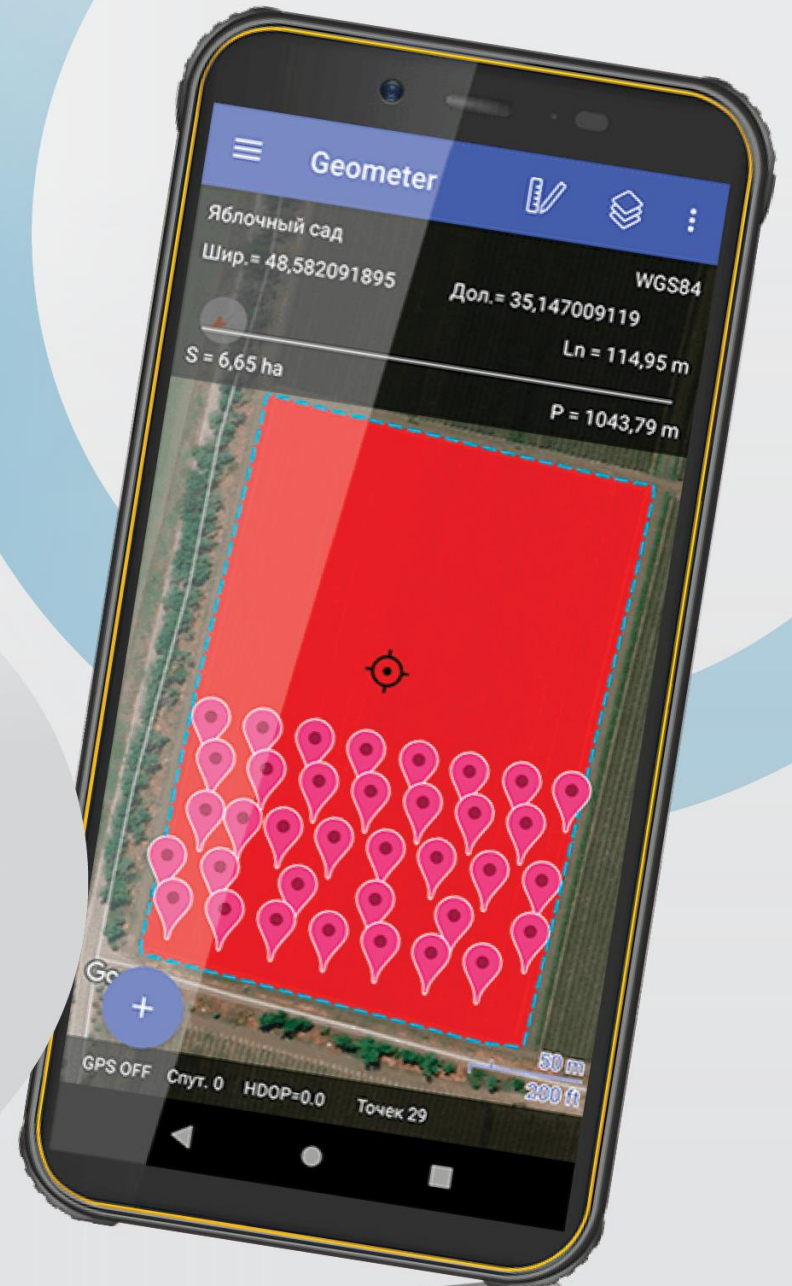 Geometer
Яблочный сад
WGS84
Шир.= 48,582091895
Дол.= 35,147009119
Ln = 114,95 m
S = 6,65 ha
P = 1043,79 m
50 m
200 ft
GPS OFF Спут. 0 HDOP=0.0 Точек 29